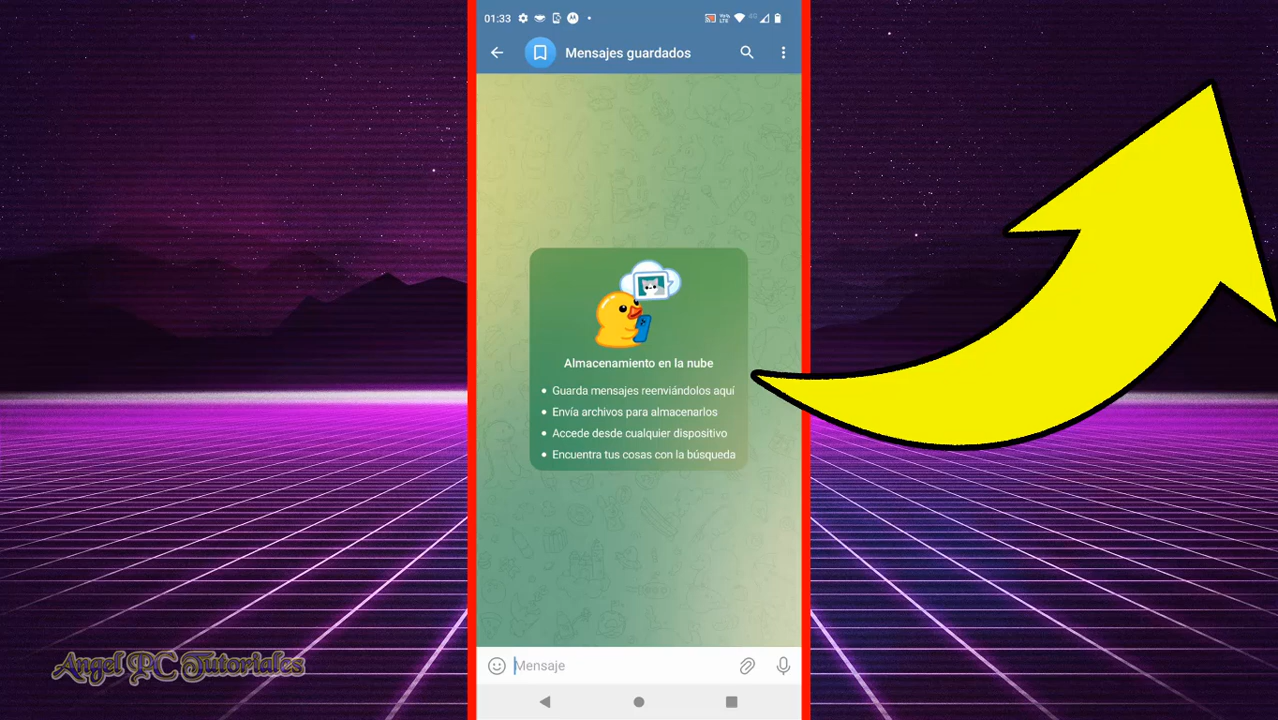 01:33
Mensajes guardados
Almacenamiento en la nube
• Guarda mensajes reenviándolos aquí
• Envía archivos para almacenarlos
• Accede desde cualquier dispositivo
• Encuentra tus cosas con la búsqueda
Mensaje
Angel PC Tutoriales